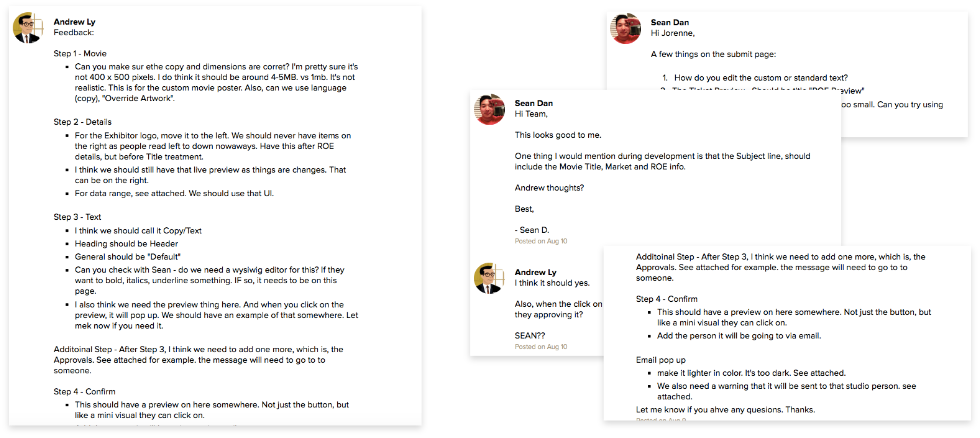 Andrew Ly
Feedback:
Step 1 - Movie
Can you make sur ethe copy and dimensions are corret? I'm pretty sure it's
not 400 x 500 pixels. I do think it should be around 4-5MB. vs 1mb. It's not
realistic. This is for the custom movie poster. Also, can we use language
(copy), "Override Artwork".
Step 2 - Details
For the Exhibitor logo, move it to the left. We should never have items on
the right as people read left to down nowaways. Have this after ROE
details, but before Title treatment.
I think we should still have that live preview as things are changes. That
can be on the right.
For data range, see attached. We should use that UI.
Step 3 - Text
I think we should call it Copy/Text
Heading should be Header
General should be "Default"
Can you check with Sean - do we need a wysiwig editor for this? If they
want to bold, italics, underline something. IF so, it needs to be on this
page.
I also think we need the preview thing here. And when you click on the
preview, it will pop up. We should have an example of that somewhere. Let
mek now if you need it.
Additoinal Step - After Step 3, I think we need to add one more, which is, the
Approvals. See attached for example. the message will need to go to to
someone.
Step 4 - Confirm
This should have a preview on here somewhere. Not just the button, but
like a mini visual they can click on.
Sean Dan
Hi Jorenne,
A few things on the submit page:
1. How do you edit the custom or standard text?
2. The Ticket Preview - Should be title "ROE Preview"
oo small. Can you try using
Sean Dan
Hi Team,
This looks good to me.
One thing I would mention during development is that the Subject line, should
include the Movie Title, Market and ROE info.
Andrew thoughts?
Best,
- Sean D.
Posted on Aug 10
Andrew Ly
I think it should yes.
Also, when the click on
they approving it?
SEAN??
Posted on Aug 10
Additoinal Step - After Step 3, I think we need to add one more, which is, the
Approvals. See attached for example. the message will need to go to to
someone.
Step 4 - Confirm
This should have a preview on here somewhere. Not just the button, but
like a mini visual they can click on.
Add the person it will be going to via email.
Email pop up
make it lighter in color. It's too dark. See attached.
We also need a warning that it will be sent to that studio person. see
attached.
Let me know if you ahve any quesions. Thanks.
Posted on Aug 9